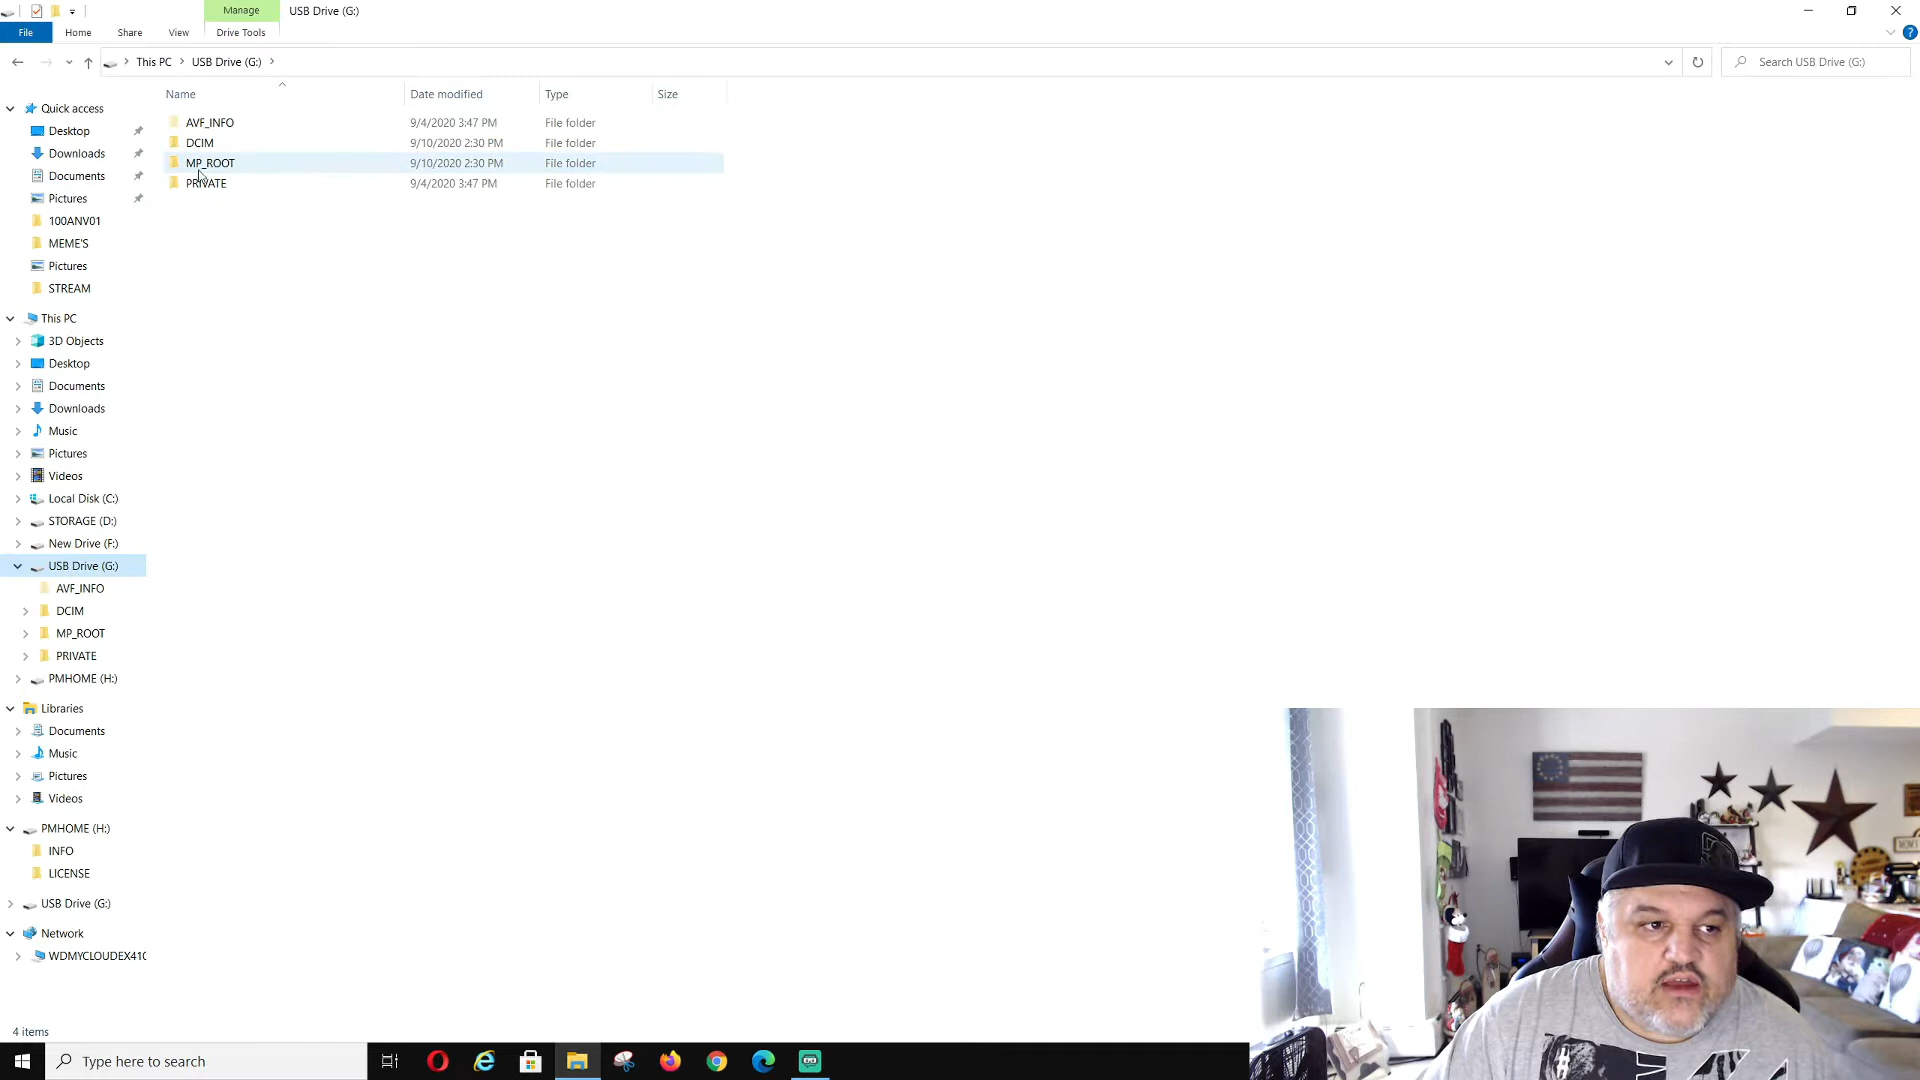 Manage
USB Drive (G:)
File
Home
Share
View
Drive Tools
This PC
USB Drive (G:)
Search USB Drive (G:)
Name
Date modified
Type
Size
AVF_INFO
9/4/2020 3:47 PM
File folder
DCIM
9/10/2020 2:30 PM
File folder
MP_ROOT
9/10/2020 2:30 PM
File folder
PRIVATE
9/4/2020 3:47 PM
File folder
Quick access
Desktop
Downloads
Documents
Pictures
100ANV01
MEME'S
Pictures
STREAM
This PC
3D Objects
Desktop
Documents
Downloads
Music
Pictures
Videos
Local Disk (C:)
STORAGE (D:)
New Drive (F:)
USB Drive (G:)
AVF_INFO
DCIM
MP_ROOT
PRIVATE
PMHOME (H:)
Libraries
Documents
Music
Pictures
Videos
PMHOME (H:)
INFO
LICENSE
USB Drive (G:)
Network
WDMYCLOUDEX410
4 items
Type here to search